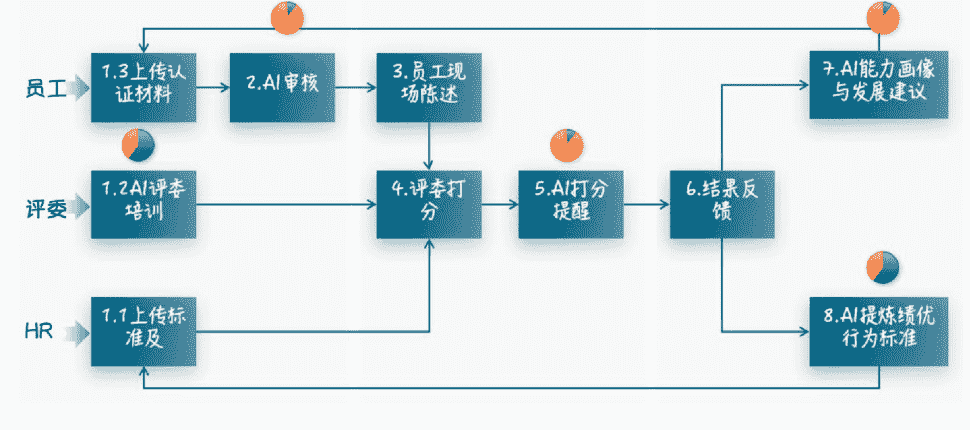 员工
1.3上传认
证材料
2.AI审核
3.员工现
场陈述
7.AI能力画像
与发展建议
评委
1.2AI评委
培训
4.评委打
分
5.AI打分
提醒
6.结果反
馈
HR
1.1上传标
准及
8.AI提炼绩优
行为标准